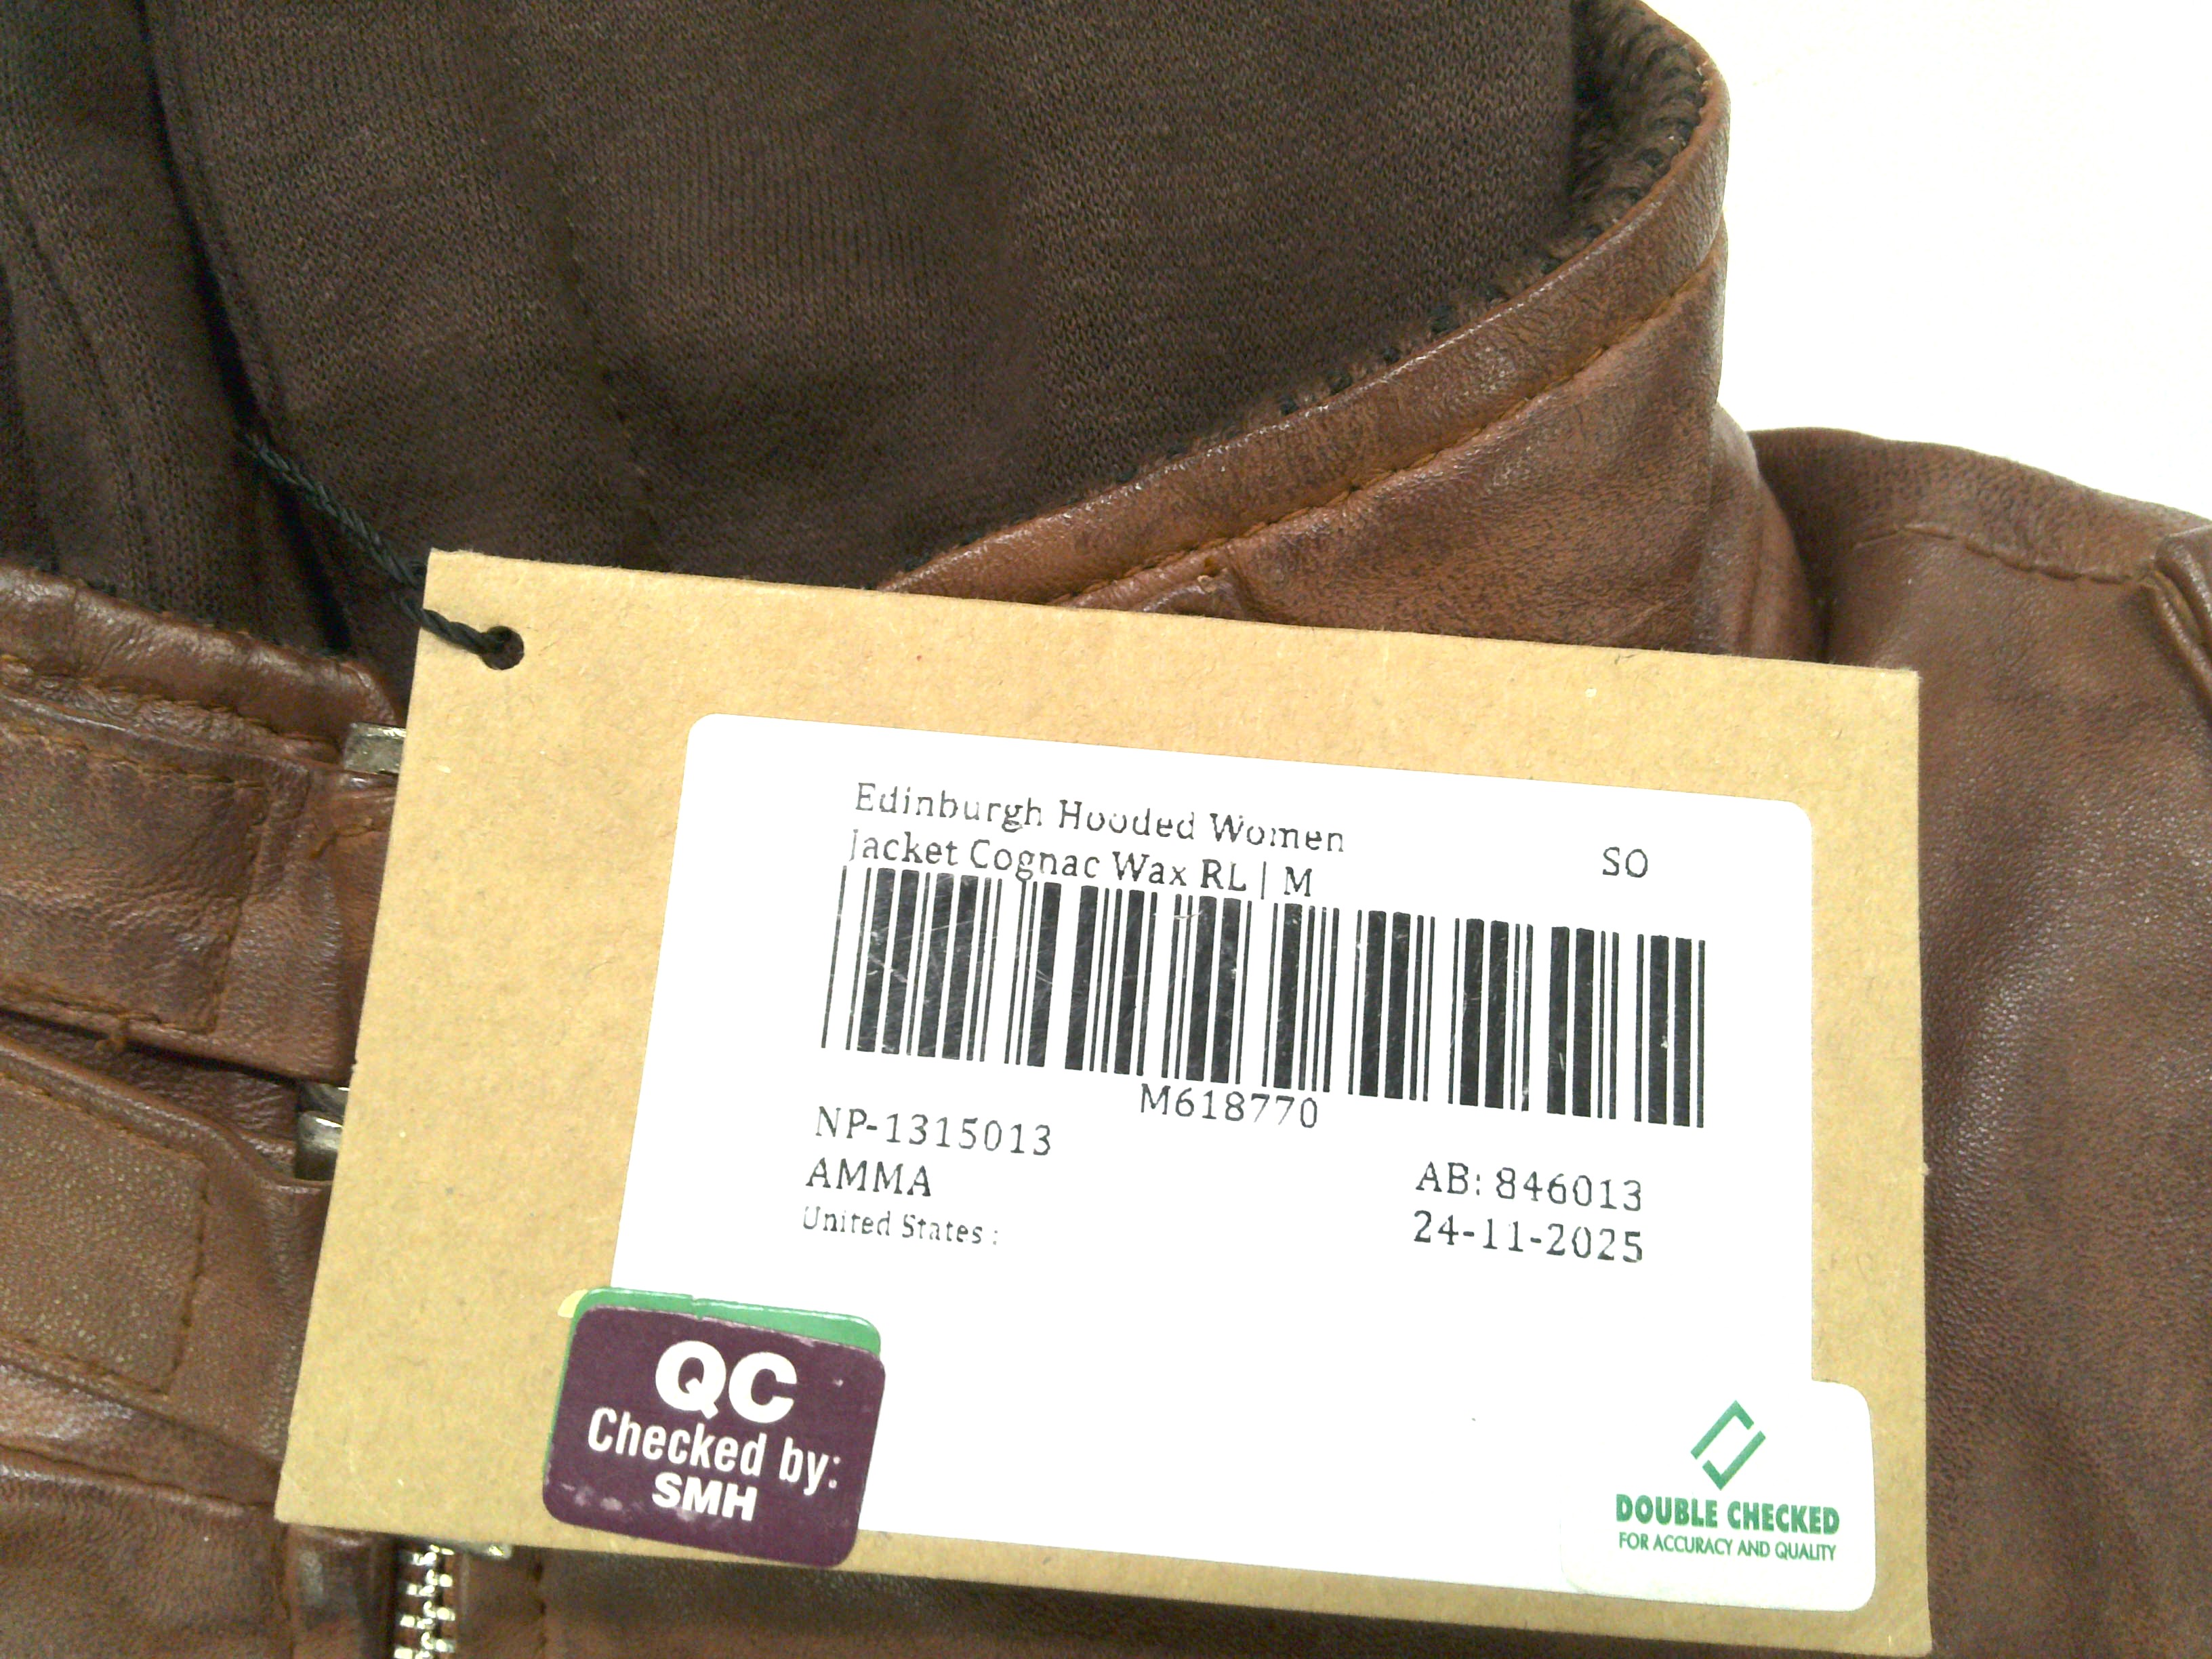 Edinburgh Hooded Women
Jacket Cognac Wax RL | M
SO
M618770
NP-1315013
AMMA
United States :
AB: 846013
24-11-2025
QC
Checked by:
SMH
DOUBLE CHECKED
FOR ACCURACY AND QUALITY